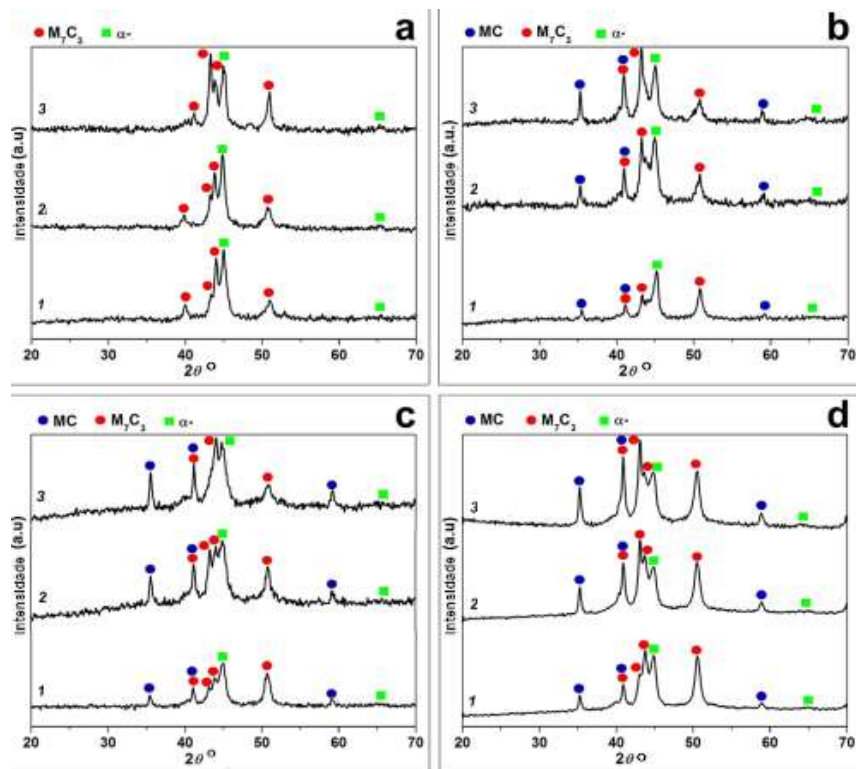 a
M₇C₃ α-
3
2
1
Intensidade (a.u)
20 30 40 50 60 70
2θ °
b
MC M₇C₃ α-
3
2
1
Intensidade (a.u.)
20 30 40 50 60 70
2θ °
c
MC M₇C₃ α-
3
2
1
Intensidade (a.u)
20 30 40 50 60 70
2θ °
d
MC M₇C₃ α-
3
2
1
Intensidade (a.u)
20 30 40 50 60 70
2θ °